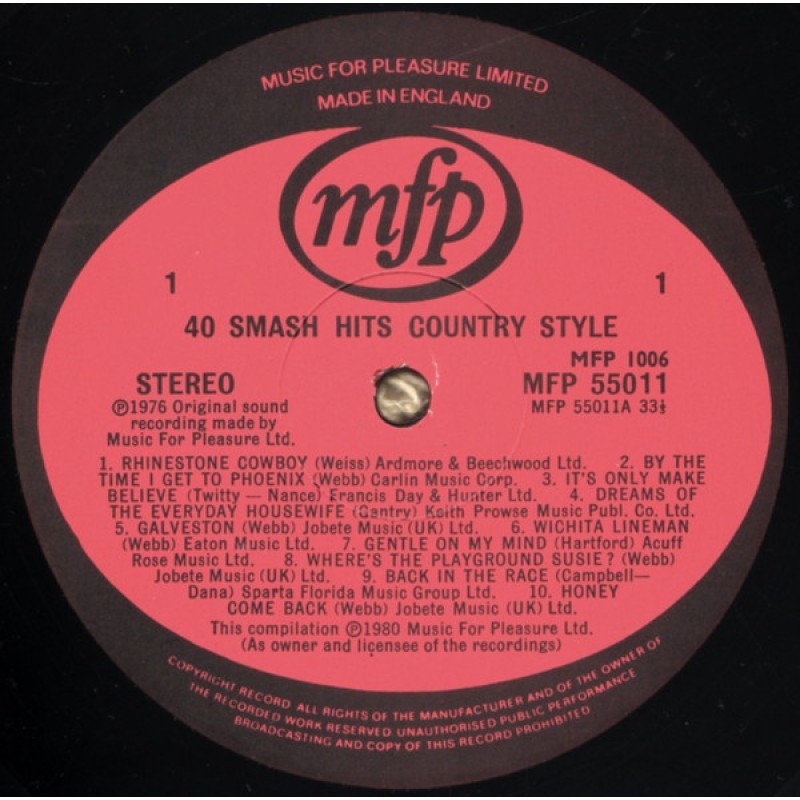 MUSIC FOR PLEASURE LIMITED
MADE IN ENGLAND
mfp
1 1
40 SMASH HITS COUNTRY STYLE
MFP 1006
STEREO MFP 55011
℗1976 Original sound MFP 55011A 33⅓
recording made by
Music For Pleasure Ltd.
1. RHINESTONE COWBOY (Weiss) Ardmore & Beechwood Ltd. 2. BY THE
TIME I GET TO PHOENIX (Webb) Carlin Music Corp. 3. IT'S ONLY MAKE
BELIEVE (Twitty — Nance) Francis Day & Hunter Ltd. 4. DREAMS OF
THE EVERYDAY HOUSEWIFE (Gantry) Keith Prowse Music Publ. Co. Ltd.
5. GALVESTON (Webb) Jobete Music (UK) Ltd. 6. WICHITA LINEMAN
(Webb) Eaton Music Ltd. 7. GENTLE ON MY MIND (Hartford) Acuff
Rose Music Ltd. 8. WHERE'S THE PLAYGROUND SUSIE? (Webb)
Jobete Music (UK) Ltd. 9. BACK IN THE RACE (Campbell—
Dana) Sparta Florida Music Group Ltd. 10. HONEY
COME BACK (Webb) Jobete Music (UK) Ltd.
This compilation ℗1980 Music For Pleasure Ltd.
(As owner and licensee of the recordings)
COPYRIGHT RECORD ALL RIGHTS OF THE MANUFACTURER AND OF THE OWNER OF
THE RECORDED WORK RESERVED UNAUTHORISED PUBLIC PERFORMANCE
BROADCASTING AND COPY OF THIS RECORD PROHIBITED